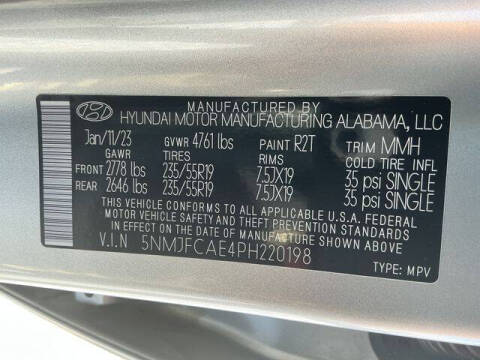 MANUFACTURED BY
HYUNDAI MOTOR MANUFACTURING ALABAMA, LLC
Jan/11/23 GVWR 4761 lbs PAINT R2T TRIM MMH
GAWR TIRES RIMS COLD TIRE INFL
FRONT 2778 lbs 235/55R19 7.5JX19 35 psi SINGLE
REAR 2646 lbs 235/55R19 7.5JX19 35 psi SINGLE
THIS VEHICLE CONFORMS TO ALL APPLICABLE U.S.A. FEDERAL
MOTOR VEHICLE SAFETY AND THEFT PREVENTION STANDARDS
IN EFFECT ON THE DATE OF MANUFACTURE SHOWN ABOVE.
V.I.N 5NMJFCAE4PH220198
TYPE: MPV